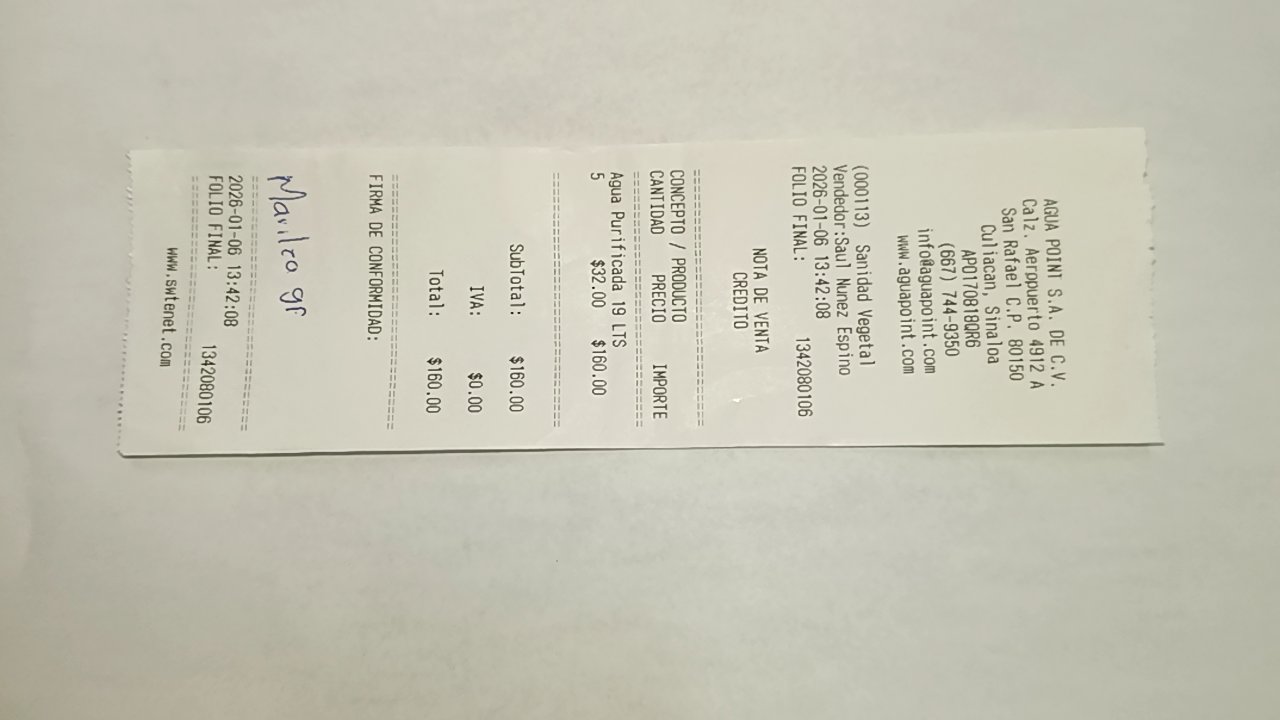 AGUA POINT S.A. DE C.V.
Calz. Aeropuerto 4912 A
San Rafael C.P. 80150
Culiacan, Sinaloa
APO170818QR6
(667) 744-9350
info@aguapoint.com
www.aguapoint.com
(000113) Sanidad Vegetal
Vendedor:Saul Nunez Espino
2026-01-06 13:42:08
FOLIO FINAL: 1342080106
NOTA DE VENTA
CREDITO
==============================
CONCEPTO / PRODUCTO
CANTIDAD PRECIO IMPORTE
==============================
Agua Purificada 19 LTS
5 $32.00 $160.00
==============================
SubTotal: $160.00
IVA: $0.00
Total: $160.00
==============================
FIRMA DE CONFORMIDAD:
==============================
2026-01-06 13:42:08
FOLIO FINAL: 1342080106
==============================
www.swtenet.com